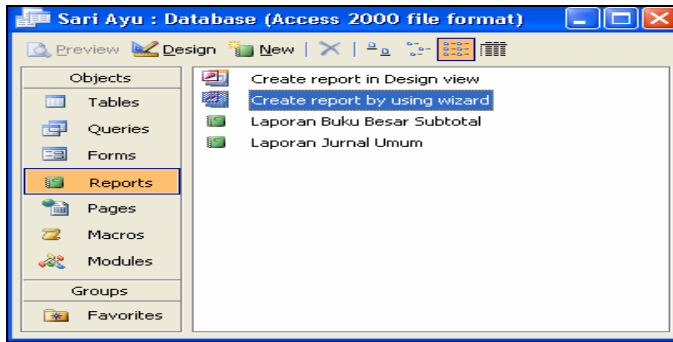 Sari Ayu : Database (Access 2000 file format)
Preview Design New
Objects
Tables
Queries
Forms
Reports
Pages
Macros
Modules
Groups
Favorites
Create report in Design view
Create report by using wizard
Laporan Buku Besar Subtotal
Laporan Jurnal Umum